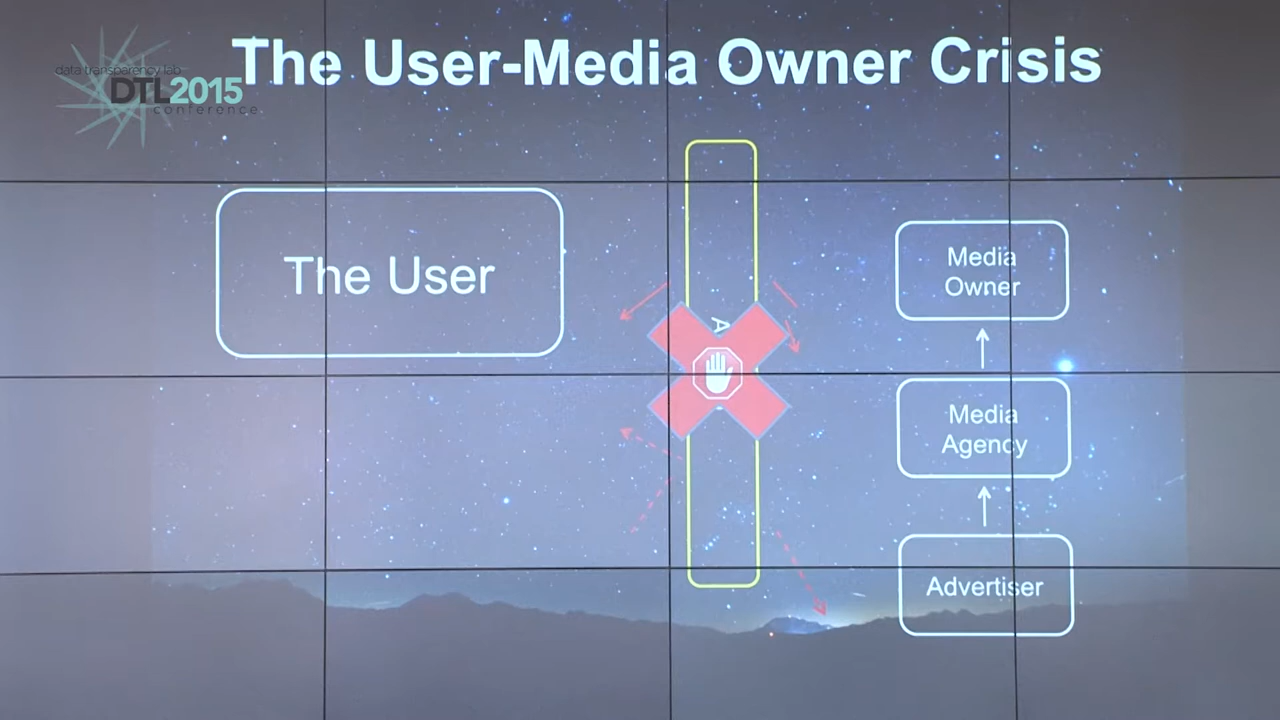 The User-Media Owner Crisis
data transparency lab
DTL2015
conference
The User
A
Media
Owner
Media
Agency
Advertiser